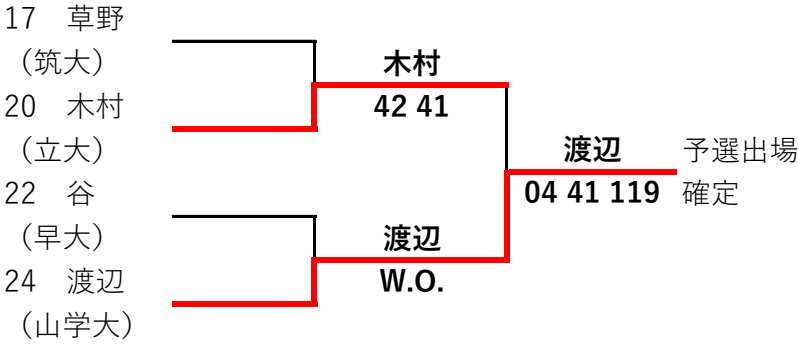 17　草野
（筑大）
20　木村
（立大）
22　谷
（早大）
24　渡辺
（山学大）
木村
42 41
渡辺
W.O.
渡辺
04 41 119
予選出場
確定